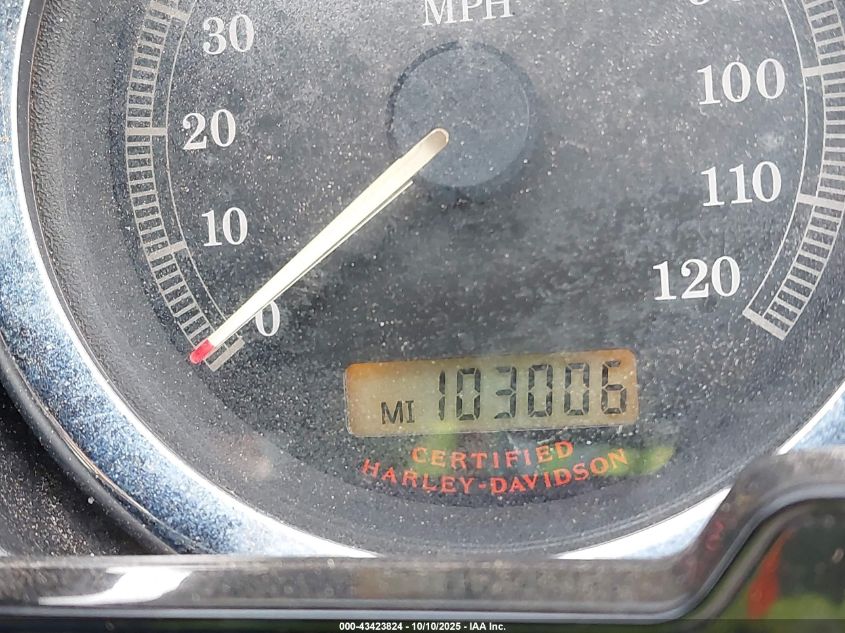 MPH
30
20
10
0
100
110
120
MI 103006
CERTIFIED
HARLEY-DAVIDSON
000-43423824 - 10/10/2025 - IAA Inc.